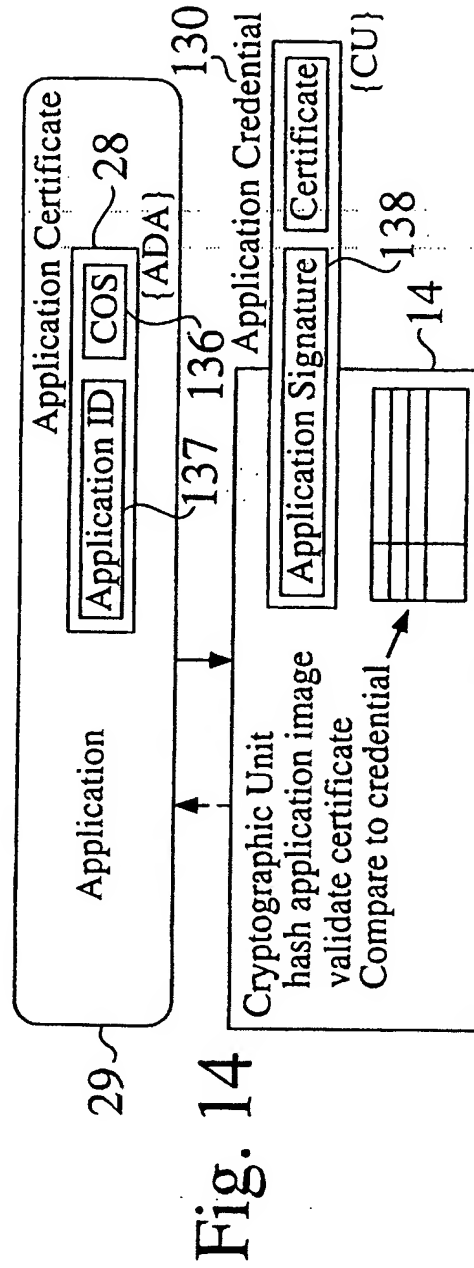 29
Application
Application Certificate
28
Application ID
COS
{ADA}
137
136
Application Credential
130
Cryptographic Unit
hash application image
validate certificate
Compare to credential
Application Signature
Certificate
138
{CU}
14
Fig. 14